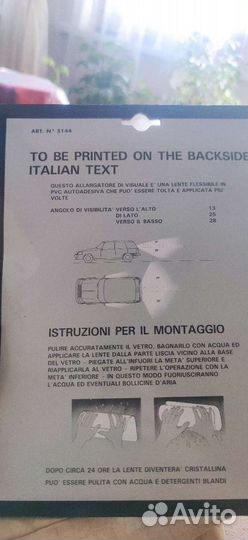 ART. N° 5144
TO BE PRINTED ON THE BACKSIDE
ITALIAN TEXT
QUESTO ALLARGATORE DI VISUALE E' UNA LENTE FLESSIBILE IN
PVC AUTOADESIVA CHE PUO' ESSERE TOLTA E APPLICATA PIU'
VOLTE
ANGOLO DI VISIBILITA' VERSO L'ALTO 13
DI LATO 25
VERSO IL BASSO 28
ISTRUZIONI PER IL MONTAGGIO
PULIRE ACCURATAMENTE IL VETRO, BAGNARLO CON ACQUA ED
APPLICARE LA LENTE DALLA PARTE LISCIA VICINO ALLA BASE
DEL VETRO - PIEGATE ALL'INFUORI LA META' SUPERIORE E
RIAPPLICARLA AL VETRO - RIPETERE L'OPERAZIONE CON LA
META' INFERIORE - IN QUESTO MODO FUORIUSCIRANNO
L'ACQUA ED EVENTUALI BOLLICINE D'ARIA
DOPO CIRCA 24 ORE LA LENTE DIVENTERA' CRISTALLINA
PUO' ESSERE PULITA CON ACQUA E DETERGENTI BLANDI
Avito